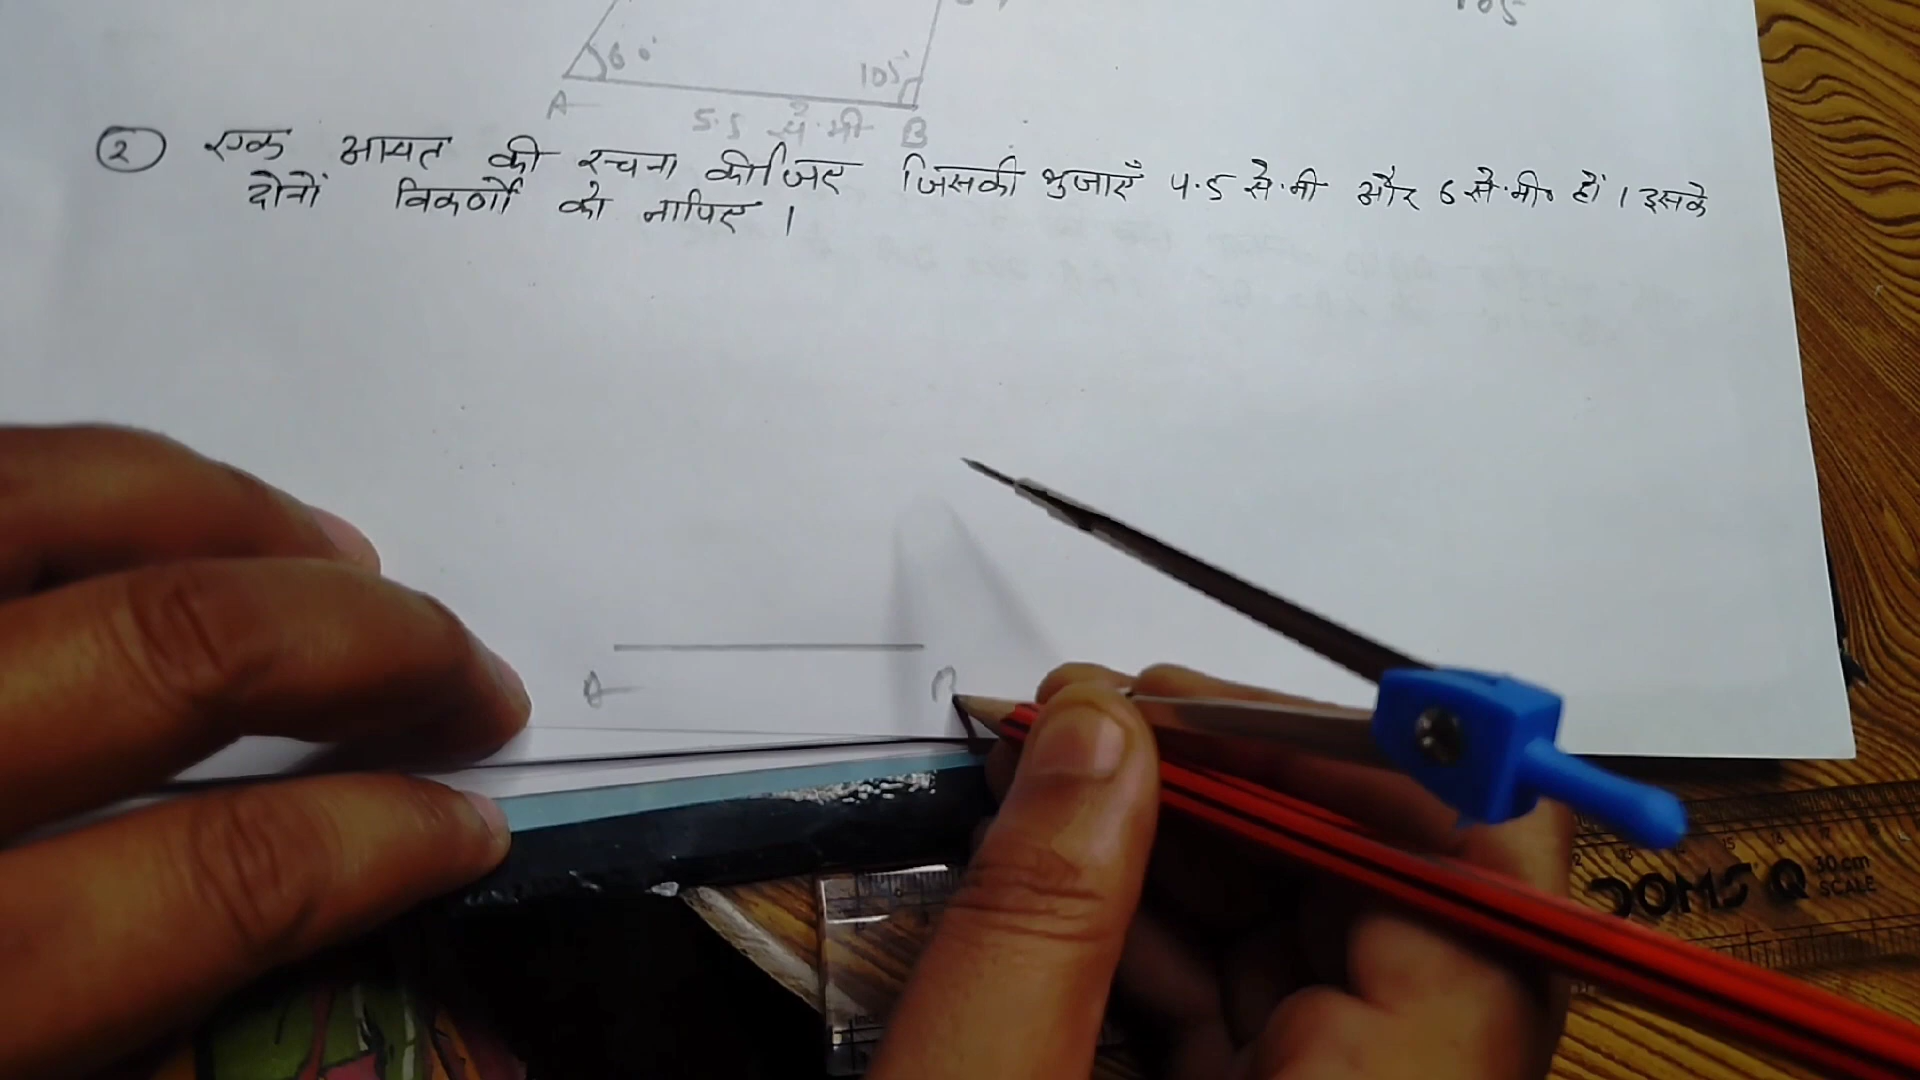 105
60°
105°
A
5.5 से.मी
B
② एक आयत की रचना कीजिए जिसकी भुजाएँ 4.5 से.मी और 6 से.मी. हों । इसके
दोनों विकर्णों को नापिए ।
A
DOMS Q 30 cm
SCALE